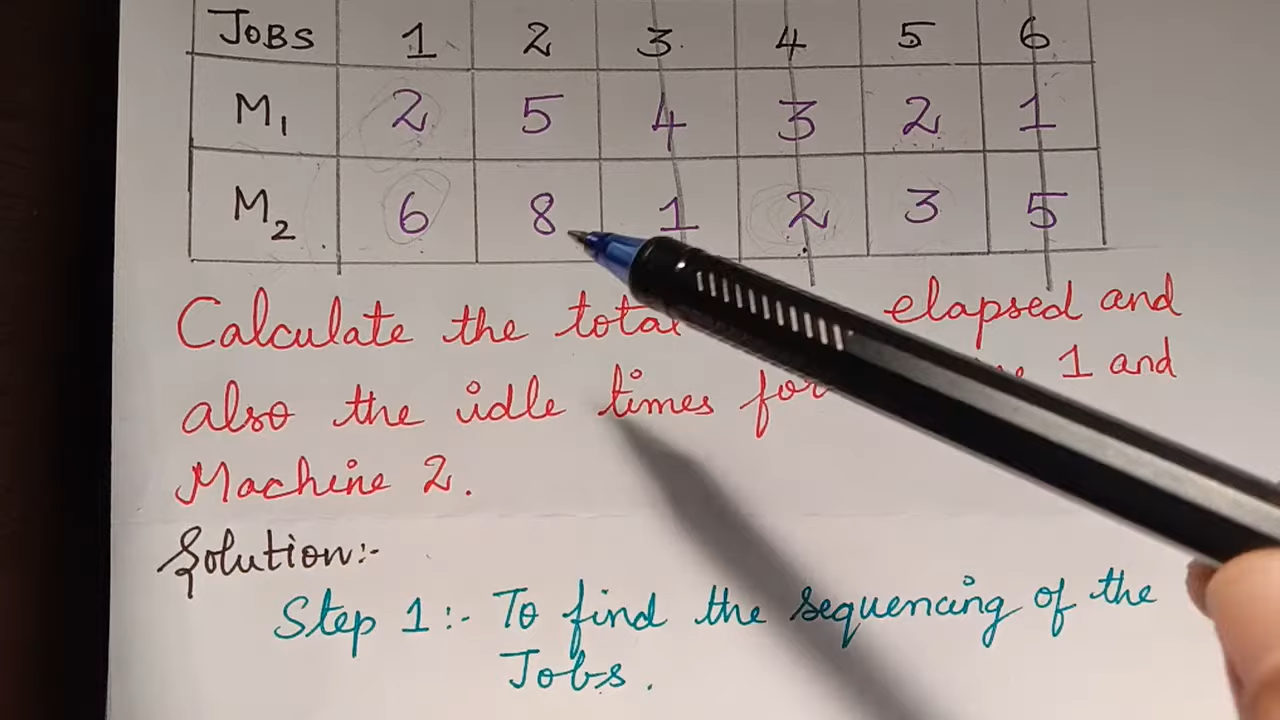 JOBS 1 2 3 4 5 6
M1 2 5 4 3 2 1
M2 6 8 1 2 3 5
Calculate the total elapsed and
also the idle times for 1 and
Machine 2.
Solution:-
Step 1:- To find the sequencing of the
Jobs.